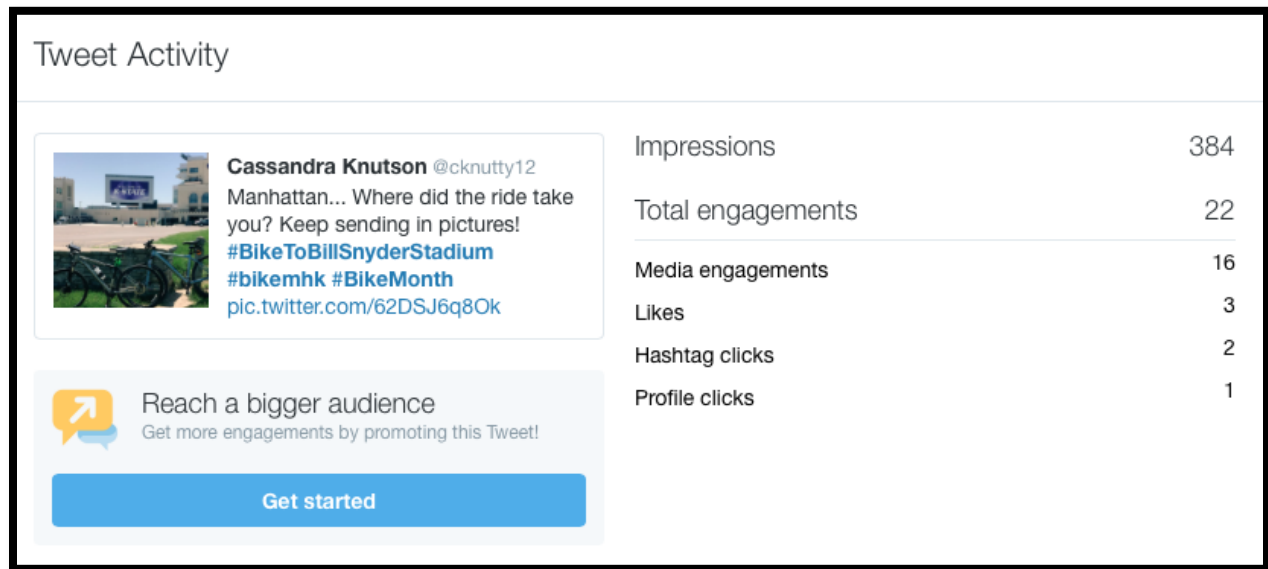 Tweet Activity
Cassandra Knutson @cknutty12
Manhattan... Where did the ride take
you? Keep sending in pictures!
#BikeToBillSnyderStadium
#bikemhk #BikeMonth
pic.twitter.com/62DSJ6q8Ok
Reach a bigger audience
Get more engagements by promoting this Tweet!
Get started
Impressions 384
Total engagements 22
Media engagements 16
Likes 3
Hashtag clicks 2
Profile clicks 1